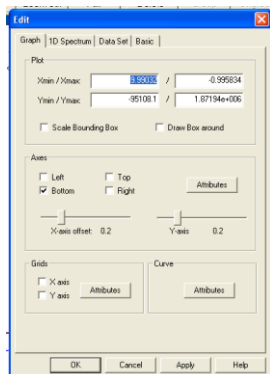 Edit
Graph 1D Spectrum Data Set Basic
Plot
Xmin / Xmax: 9.99033 / -0.995834
Ymin / Ymax: -95108.1 / 1.87194e+006
Scale Bounding Box Draw Box around
Axes
Left Top
Bottom Right
Attributes
X-axis offset: 0.2 Y-axis 0.2
Grids Curve
X axis
Y axis
Attributes Attributes
OK Cancel Apply Help